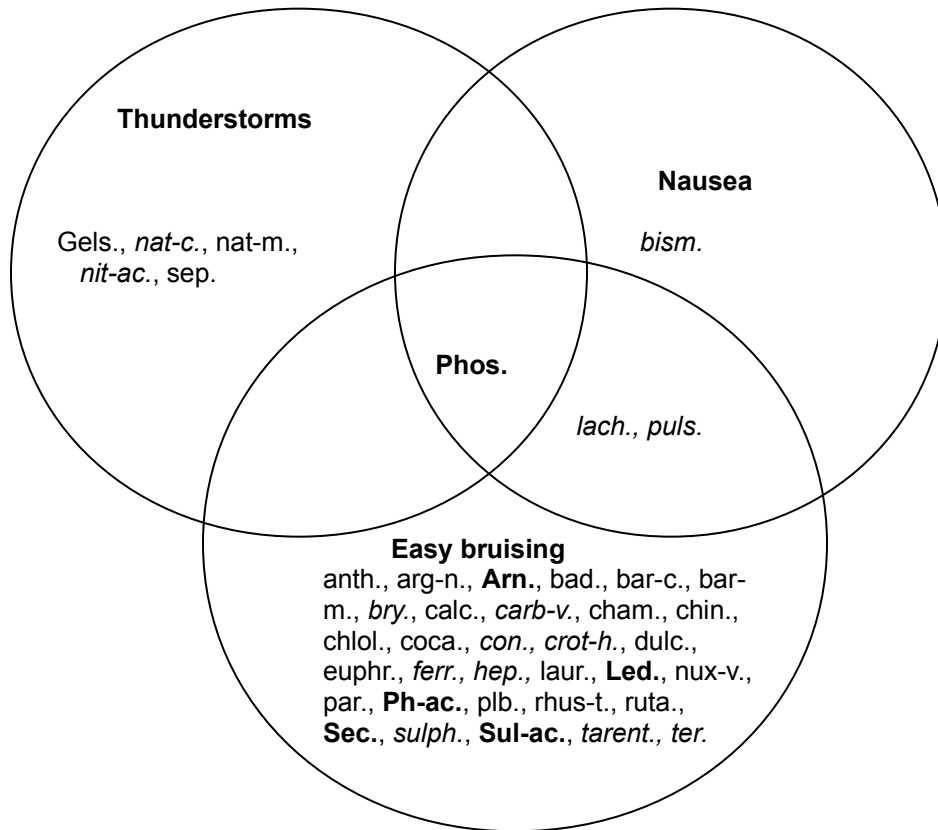 Thunderstorms
Gels., nat-c., nat-m.,
nit-ac., sep.
Nausea
bism.
Phos.
lach., puls.
Easy bruising
anth., arg-n., Arn., bad., bar-c., bar-
m., bry., calc., carb-v., cham., chin.,
chlol., coca., con., crot-h., dulc.,
euphr., ferr., hep., laur., Led., nux-v.,
par., Ph-ac., plb., rhus-t., ruta.,
Sec., sulph., Sul-ac., tarent., ter.